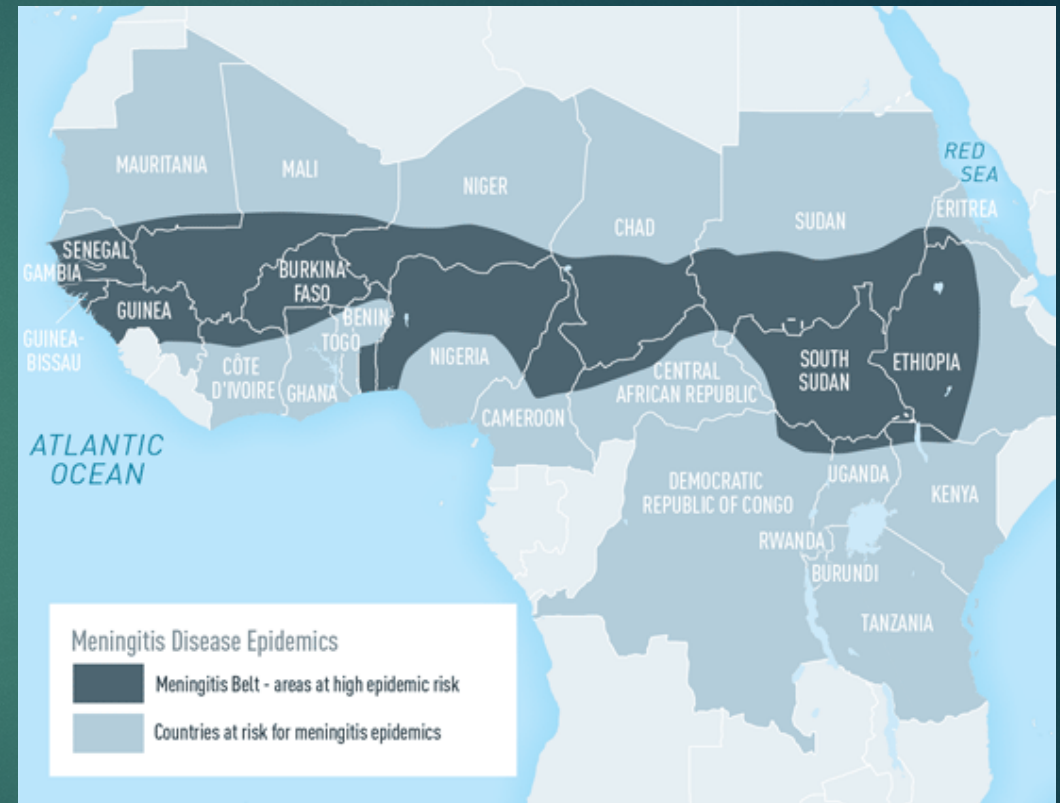 RED
SEA
MAURITANIA
MALI
NIGER
CHAD
SUDAN
ERITREA
SENEGAL
GAMBIA
BURKINA
FASO
GUINEA
GUINEA-
BISSAU
BENIN
TOGO
CÔTE
D'IVOIRE
GHANA
NIGERIA
CAMEROON
CENTRAL
AFRICAN REPUBLIC
SOUTH
SUDAN
ETHIOPIA
ATLANTIC
OCEAN
DEMOCRATIC
REPUBLIC OF CONGO
UGANDA
KENYA
RWANDA
BURUNDI
TANZANIA
Meningitis Disease Epidemics
Meningitis Belt - areas at high epidemic risk
Countries at risk for meningitis epidemics